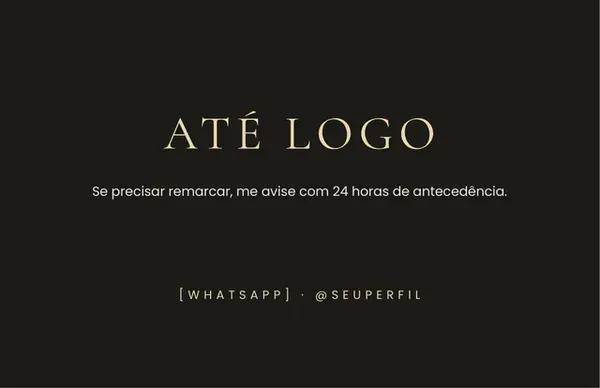 ATÉ LOGO
Se precisar remarcar, me avise com 24 horas de antecedência.
[WHATSAPP] · @SEUPERFIL